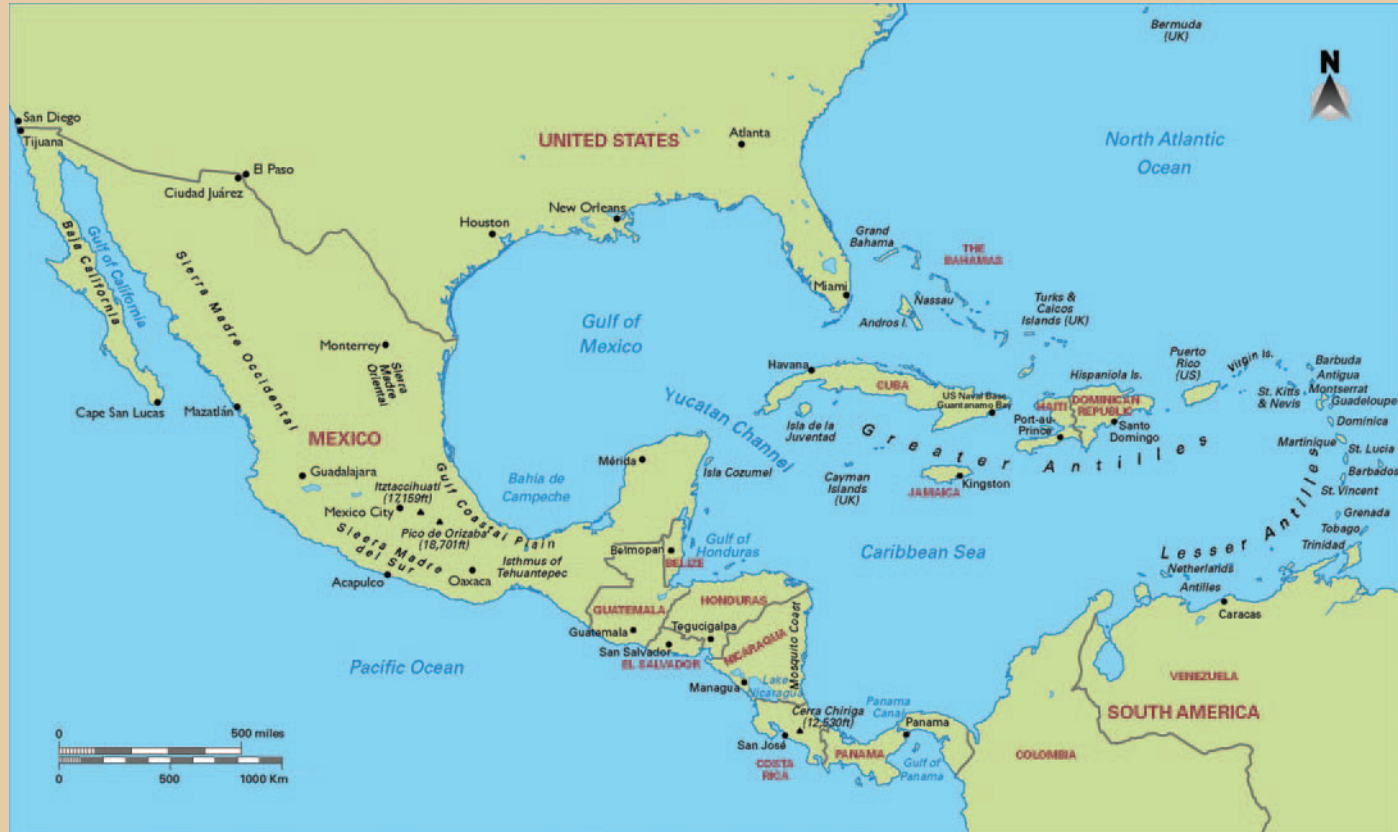 Bermuda
(UK)
N
San Diego
Tijuana
UNITED STATES
Atlanta
North Atlantic
Ocean
El Paso
Ciudad Juárez
Houston
New Orleans
Baja California
Gulf of California
Sierra Madre Occidental
Grand
Bahama
THE
BAHAMAS
Miami
Nassau
Andros I.
Turks &
Caicos
Islands (UK)
Gulf of
Mexico
Monterrey
Sierra
Madre
Oriental
Havana
CUBA
US Naval Base
Guantanamo Bay
Hispaniola Is.
HAITI
DOMINICAN
REPUBLIC
Port-au-
Prince
Santo
Domingo
Puerto
Rico
(US)
Virgin Is.
St. Kitts
& Nevis
Barbuda
Antigua
Montserrat
Guadeloupe
Dominica
Martinique
St. Lucia
Barbados
St. Vincent
Grenada
Tobago
Trinidad
Cape San Lucas
Mazatlán
MEXICO
Yucatan Channel
Isla de la
Juventad
Greater Antilles
Lesser Antilles
Guadalajara
Itztaccihuatl
(17,159ft)
Mexico City
Pico de Orizaba
(18,701ft)
Gulf Coastal Plain
Bahia de
Campeche
Mérida
Isla Cozumel
Cayman
Islands
(UK)
JAMAICA
Kingston
Sieera Madre
del Sur
Acapulco
Oaxaca
Isthmus of
Tehuantepec
Belmopan
BELIZE
Gulf of
Honduras
Caribbean Sea
Netherlands
Antilles
Caracas
GUATEMALA
HONDURAS
Guatemala
Tegucigalpa
San Salvador
EL SALVADOR
NICARAGUA
Mosquito Coast
Pacific Ocean
Managua
Lake
Nicaragua
Cerra Chiriga
(12,530ft)
Panama
Canal
Panama
San José
COSTA
RICA
PANAMA
Gulf of
Panama
VENEZUELA
SOUTH AMERICA
COLOMBIA
0 500 miles
0 500 1000 Km